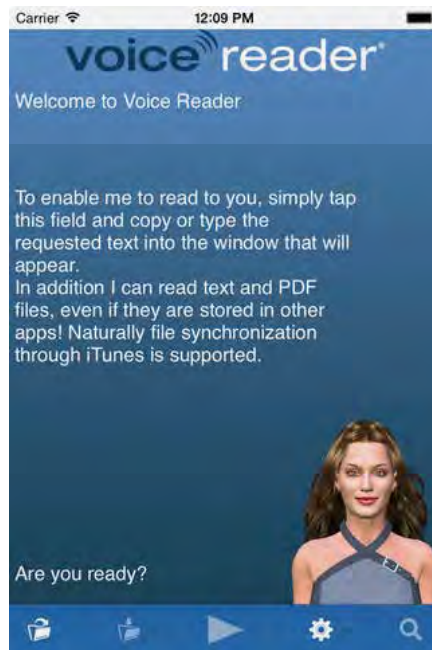 Carrier 12:09 PM
voice reader®
Welcome to Voice Reader
To enable me to read to you, simply tap
this field and copy or type the
requested text into the window that will
appear.
In addition I can read text and PDF
files, even if they are stored in other
apps! Naturally file synchronization
through iTunes is supported.
Are you ready?